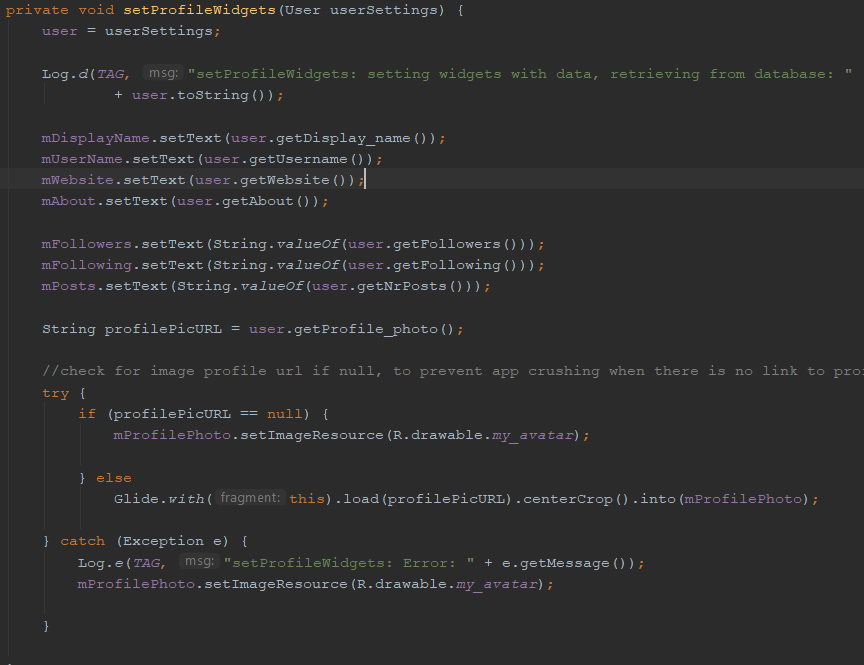 private void setProfileWidgets(User userSettings) {
user = userSettings;
Log.d(TAG, msg: "setProfileWidgets: setting widgets with data, retrieving from database: "
+ user.toString());
mDisplayName.setText(user.getDisplay_name());
mUserName.setText(user.getUsername());
mWebsite.setText(user.getWebsite());
mAbout.setText(user.getAbout());
mFollowers.setText(String.valueOf(user.getFollowers()));
mFollowing.setText(String.valueOf(user.getFollowing()));
mPosts.setText(String.valueOf(user.getNrPosts()));
String profilePicURL = user.getProfile_photo();
//check for image profile url if null, to prevent app crushing when there is no link to pro
try {
if (profilePicURL == null) {
mProfilePhoto.setImageResource(R.drawable.my_avatar);
} else
Glide.with( fragment: this).load(profilePicURL).centerCrop().into(mProfilePhoto);
} catch (Exception e) {
Log.e(TAG, msg: "setProfileWidgets: Error: " + e.getMessage());
mProfilePhoto.setImageResource(R.drawable.my_avatar);
}